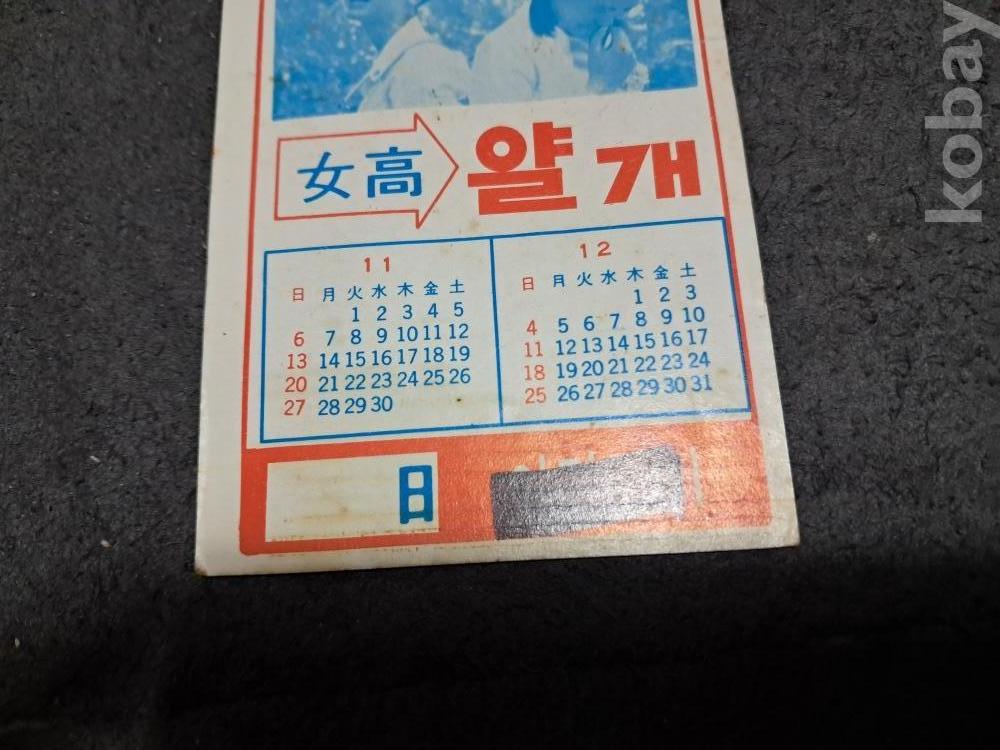 女高 얄개
11
日 月 火 水 木 金 土
1 2 3 4 5
6 7 8 9 10 11 12
13 14 15 16 17 18 19
20 21 22 23 24 25 26
27 28 29 30
12
日 月 火 水 木 金 土
1 2 3
4 5 6 7 8 9 10
11 12 13 14 15 16 17
18 19 20 21 22 23 24
25 26 27 28 29 30 31
日
kobay